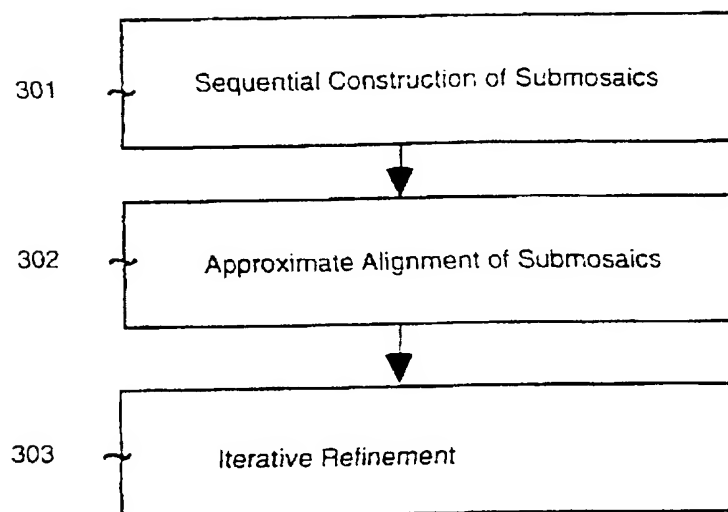 301 Sequential Construction of Submosaics
302 Approximate Alignment of Submosaics
303 Iterative Refinement